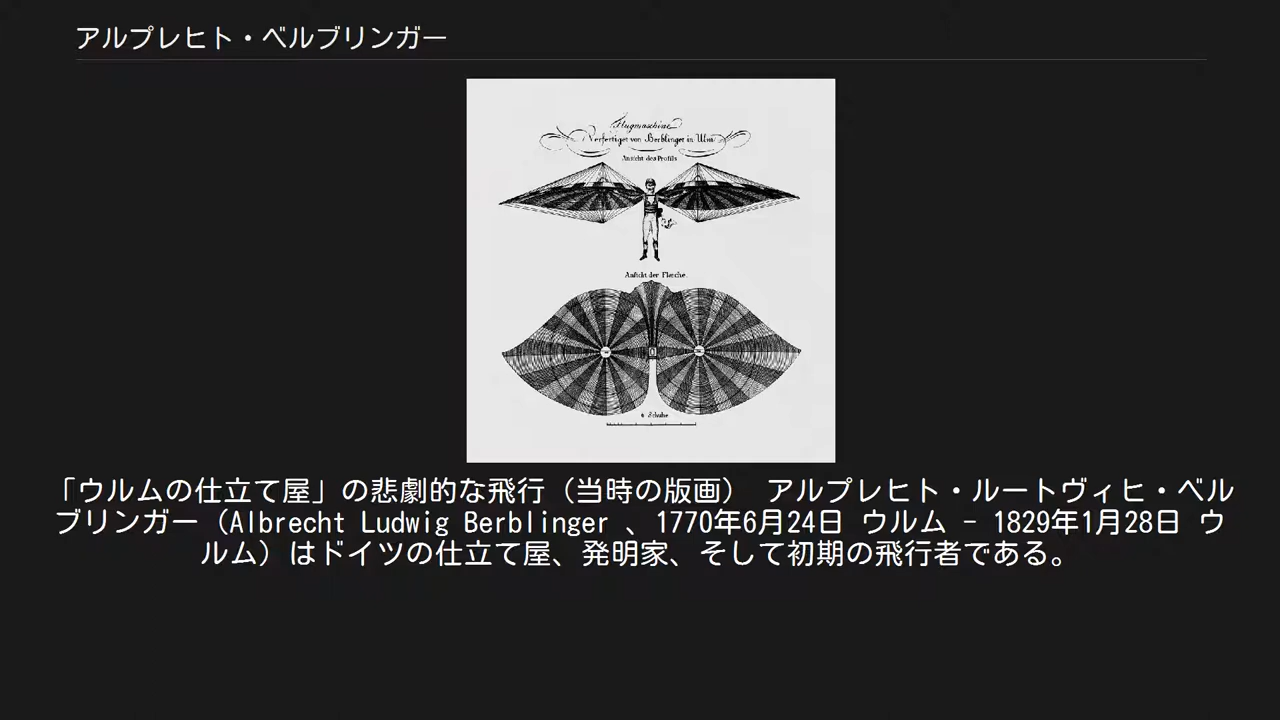 アルプレヒト・ベルブリンガー
Flugmaschine
Verfertiget von Berblinger in Ulm
Ansicht des Profils
Ansicht der Flæche.
6 Schuhe
「ウルムの仕立て屋」の悲劇的な飛行（当時の版画） アルプレヒト・ルートヴィヒ・ベル
ブリンガー（Albrecht Ludwig Berblinger 、1770年6月24日 ウルム - 1829年1月28日 ウ
ルム）はドイツの仕立て屋、発明家、そして初期の飛行者である。